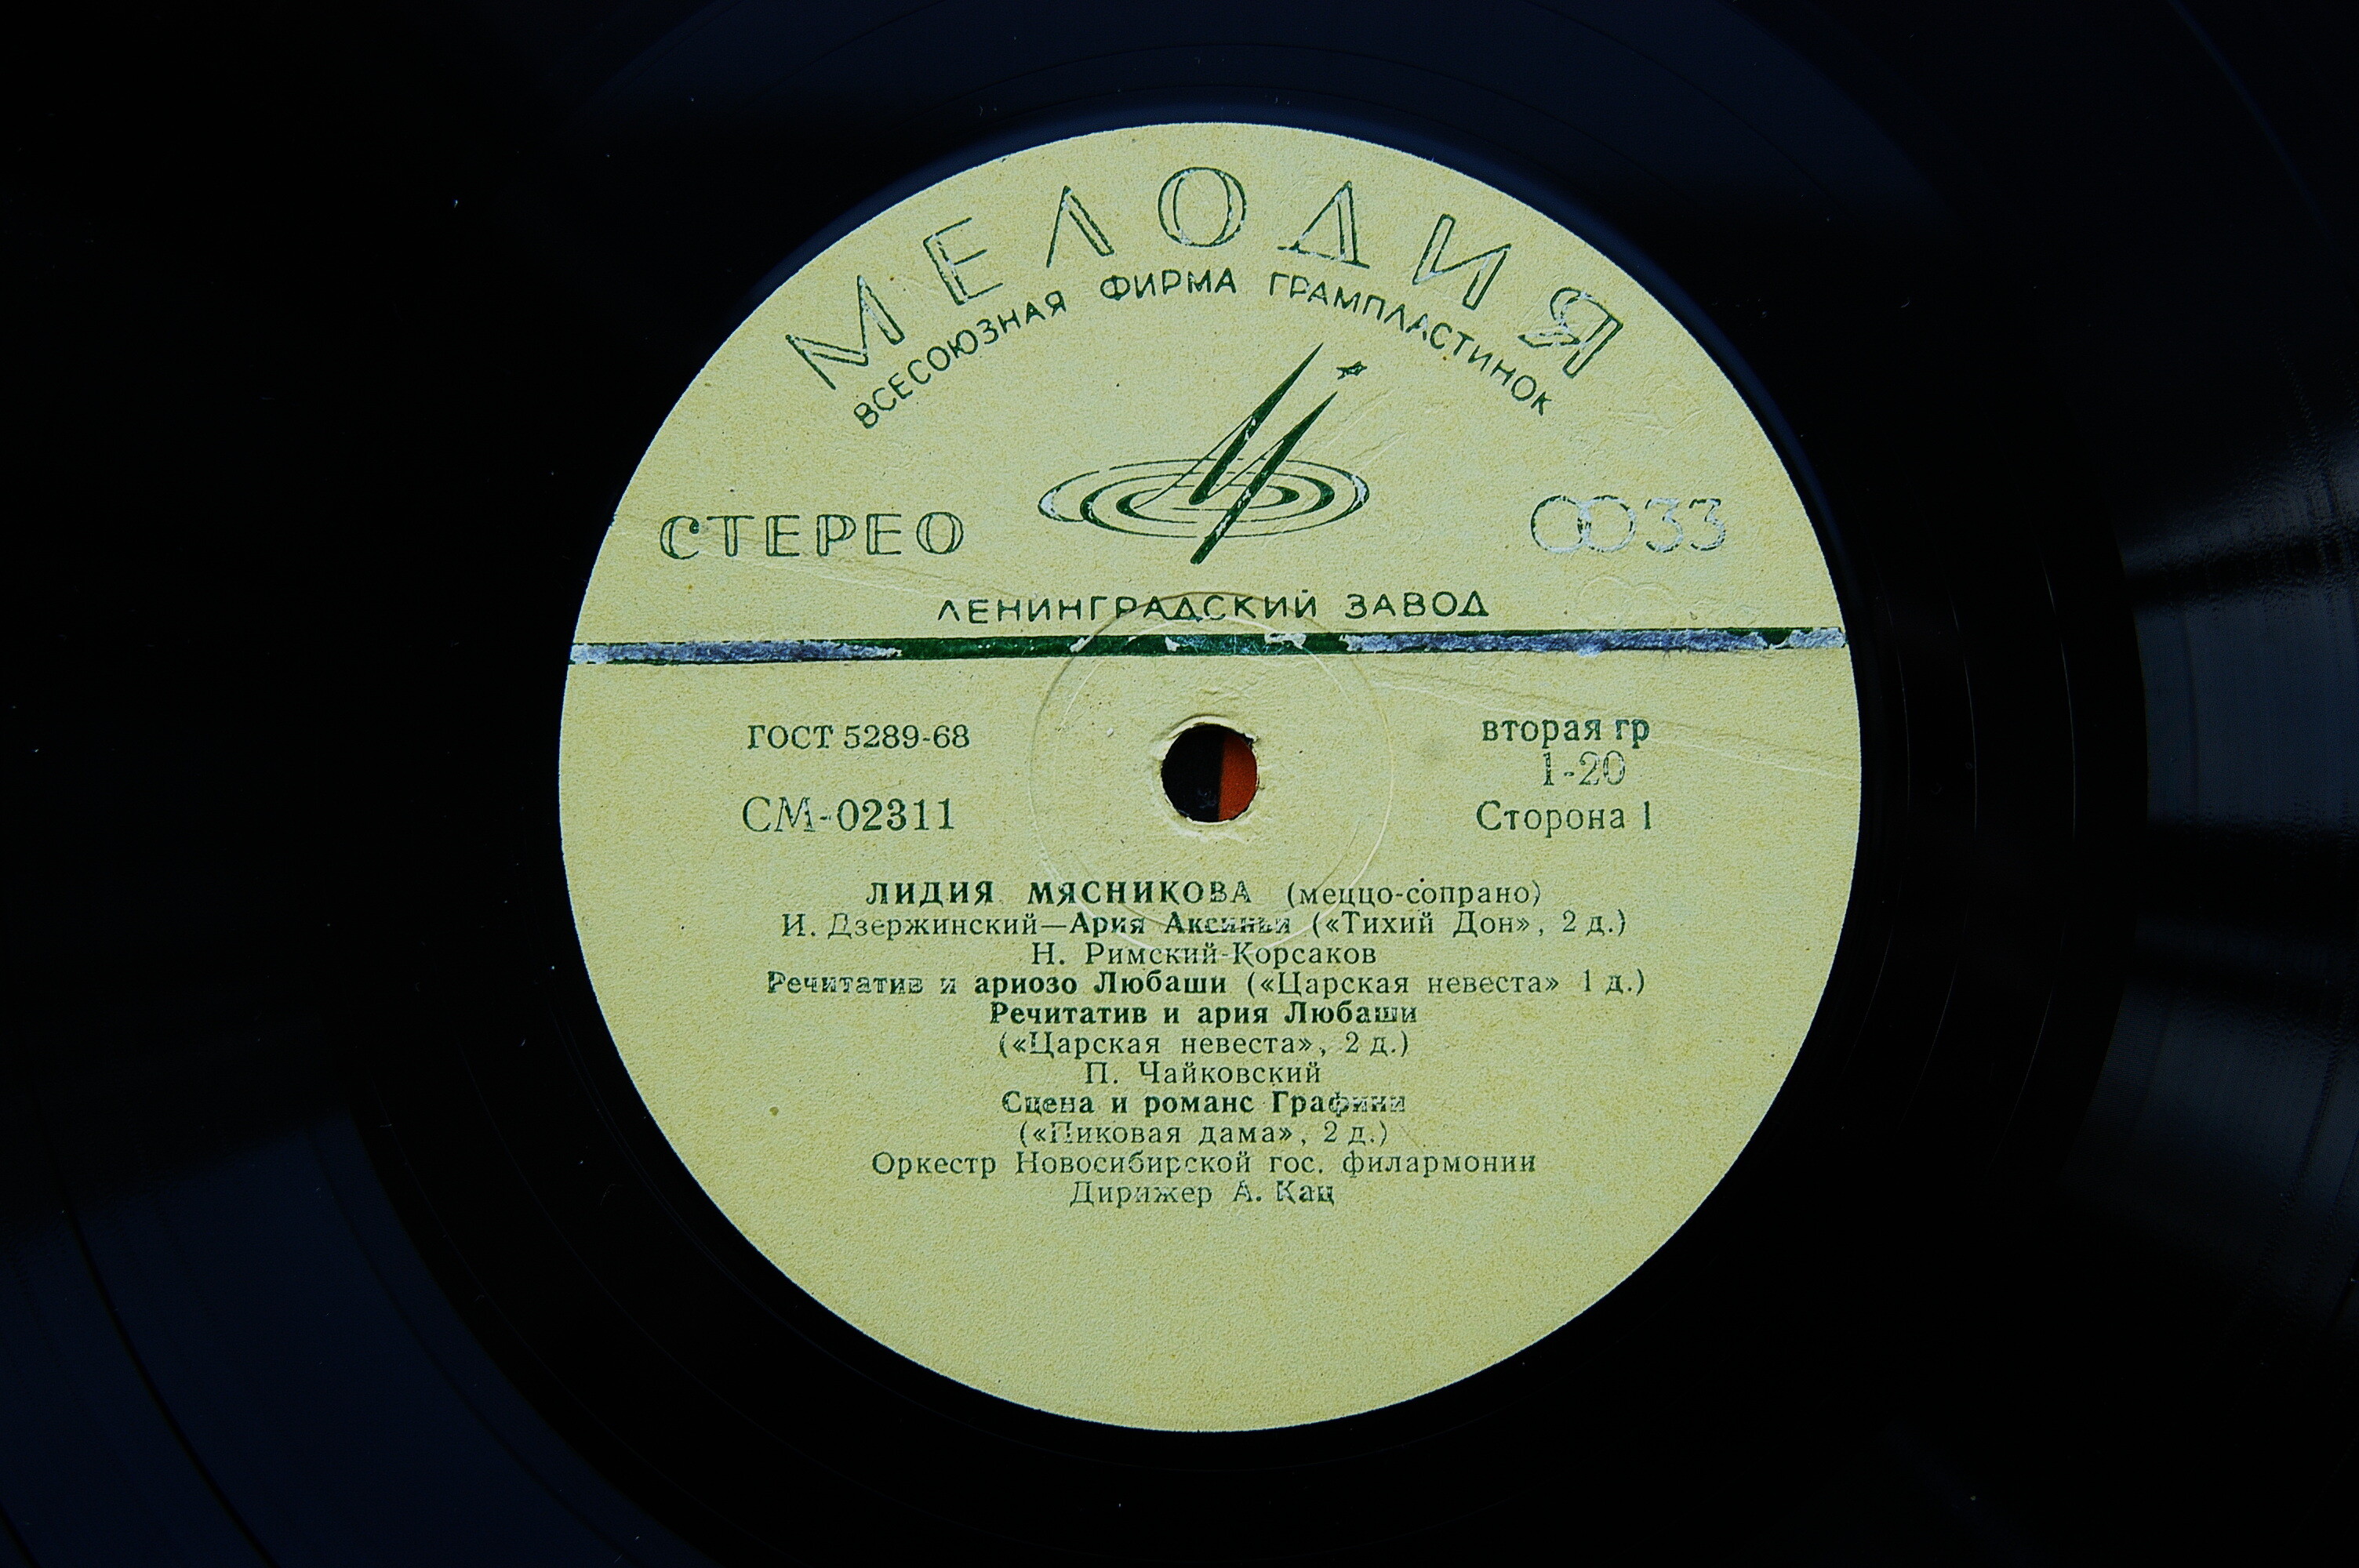 МЕЛОДИЯ
ВСЕСОЮЗНАЯ ФИРМА ГРАМПЛАСТИНОК
СТЕРЕО
33
ЛЕНИНГРАДСКИЙ ЗАВОД
ГОСТ 5289-68
вторая гр
1-20
СМ-02311
Сторона 1
ЛИДИЯ МЯСНИКОВА (меццо-сопрано)
И. Дзержинский—Ария Аксиньи («Тихий Дон», 2 д.)
Н. Римский-Корсаков
Речитатив и ариозо Любаши («Царская невеста» 1 д.)
Речитатив и ария Любаши
(«Царская невеста», 2 д.)
П. Чайковский
Сцена и романс Графини
(«Пиковая дама», 2 д.)
Оркестр Новосибирской гос. филармонии
Дирижер А. Кац